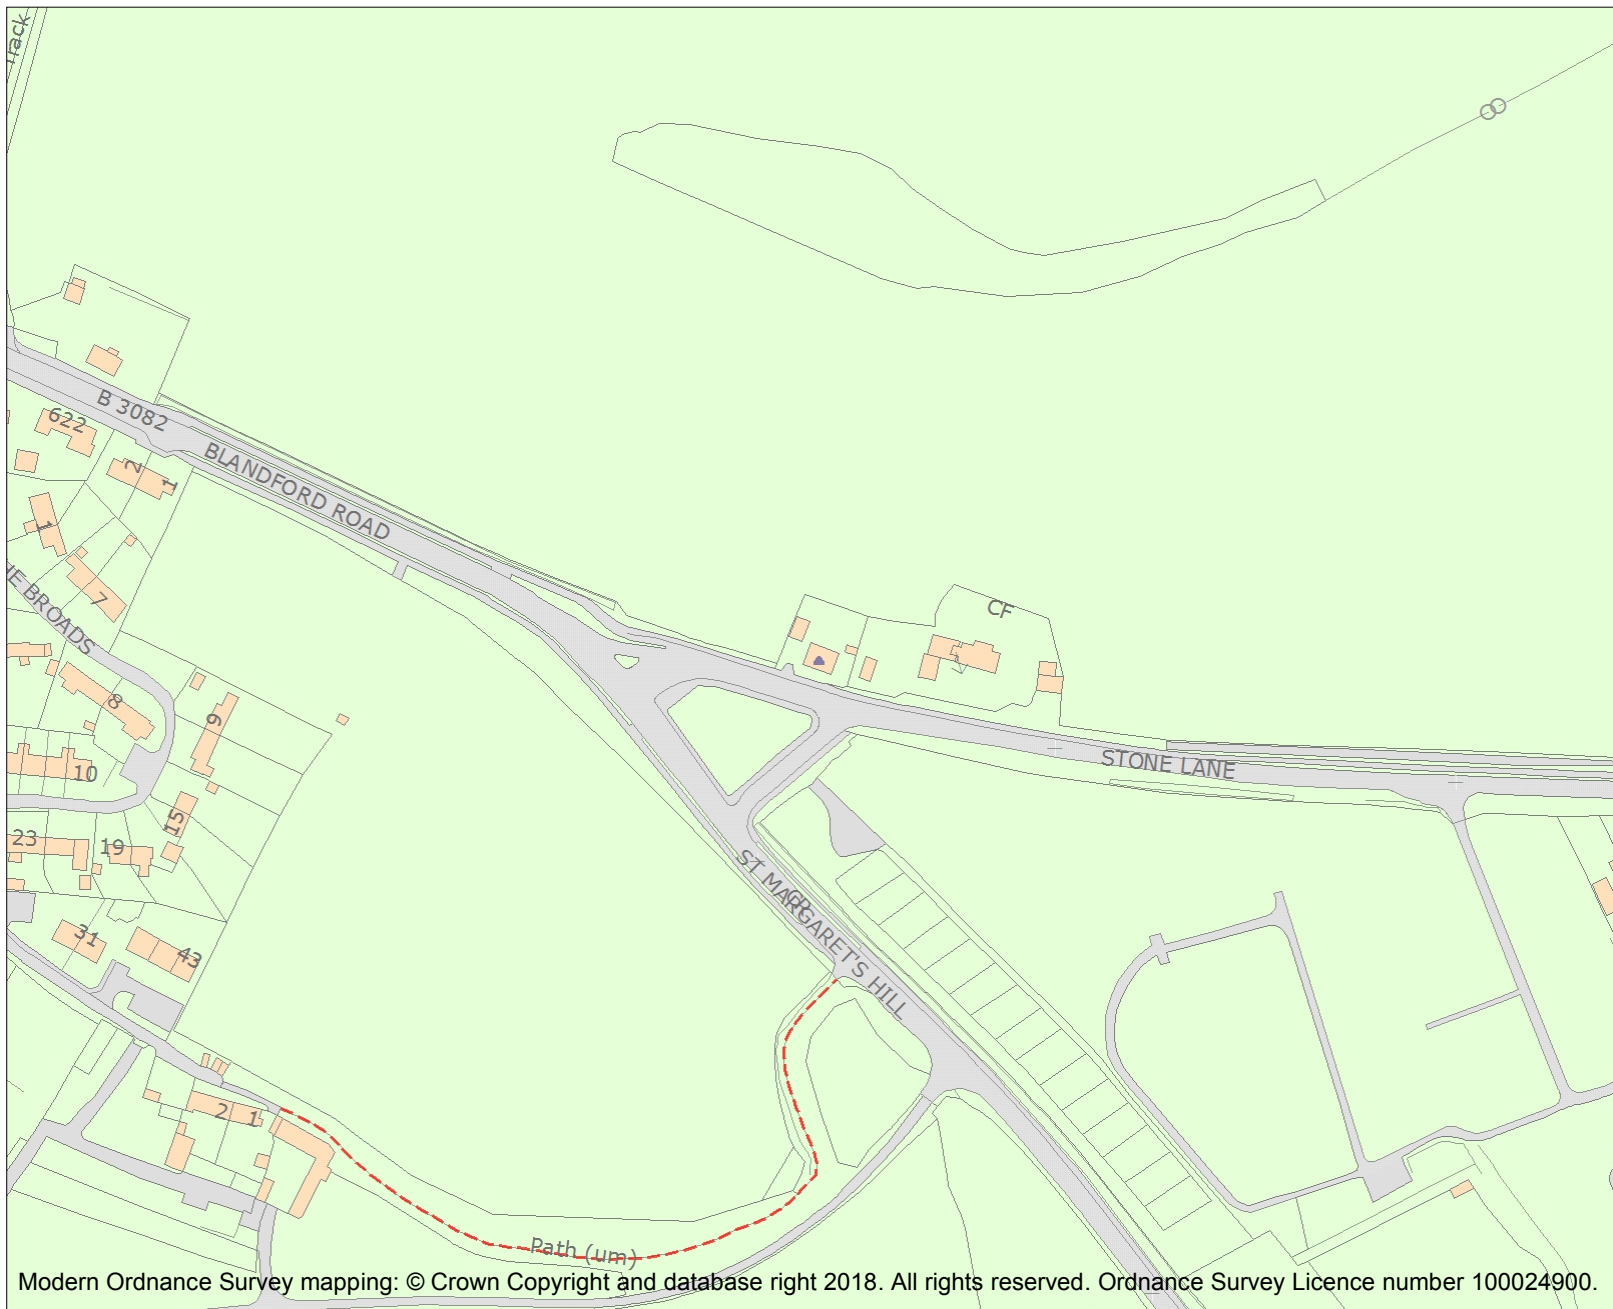 Track
B 3082
622
2
1
BLANDFORD ROAD
1
7
THE BROADS
CF
8
9
10
STONE LANE
15
23
19
ST MARGARET'S HILL
31
43
2 1
Path (um)
Modern Ordnance Survey mapping: © Crown Copyright and database right 2018. All rights reserved. Ordnance Survey Licence number 100024900.